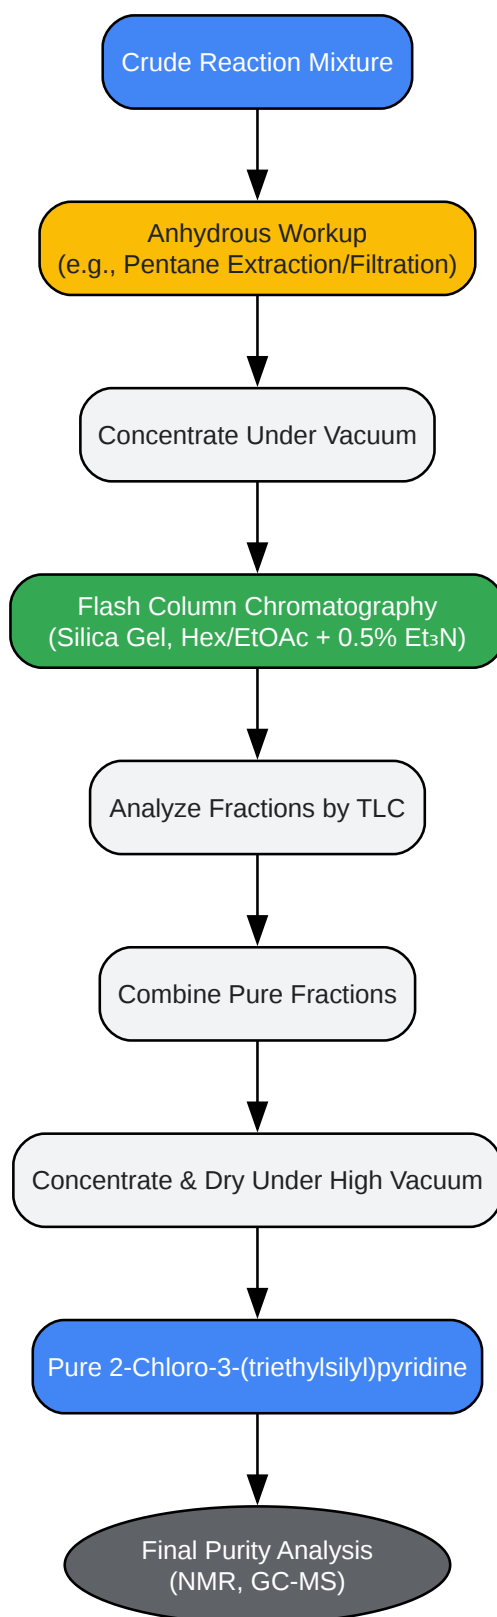 Crude Reaction Mixture
Anhydrous Workup
(e.g., Pentane Extraction/Filtration)
Concentrate Under Vacuum
Flash Column Chromatography
(Silica Gel, Hex/EtOAc + 0.5% Et₃N)
Analyze Fractions by TLC
Combine Pure Fractions
Concentrate & Dry Under High Vacuum
Pure 2-Chloro-3-(triethylsilyl)pyridine
Final Purity Analysis
(NMR, GC-MS)